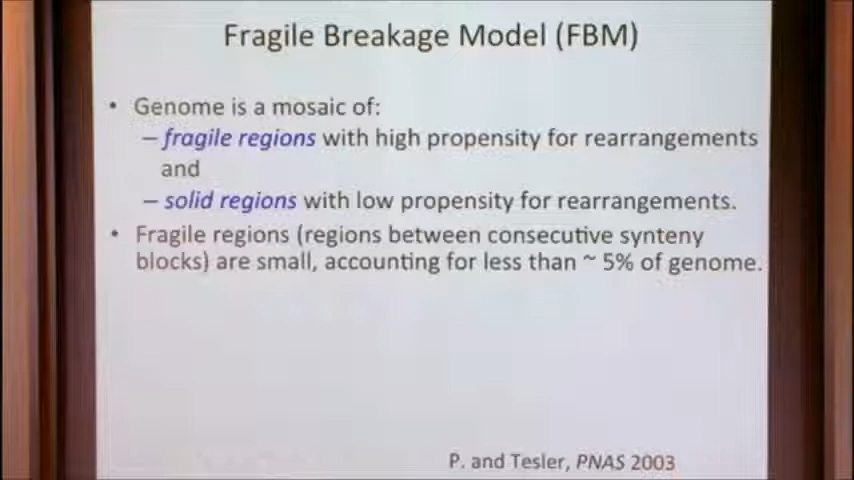 Fragile Breakage Model (FBM)
• Genome is a mosaic of:
– fragile regions with high propensity for rearrangements
and
– solid regions with low propensity for rearrangements.
• Fragile regions (regions between consecutive synteny
blocks) are small, accounting for less than ~ 5% of genome.
P. and Tesler, PNAS 2003